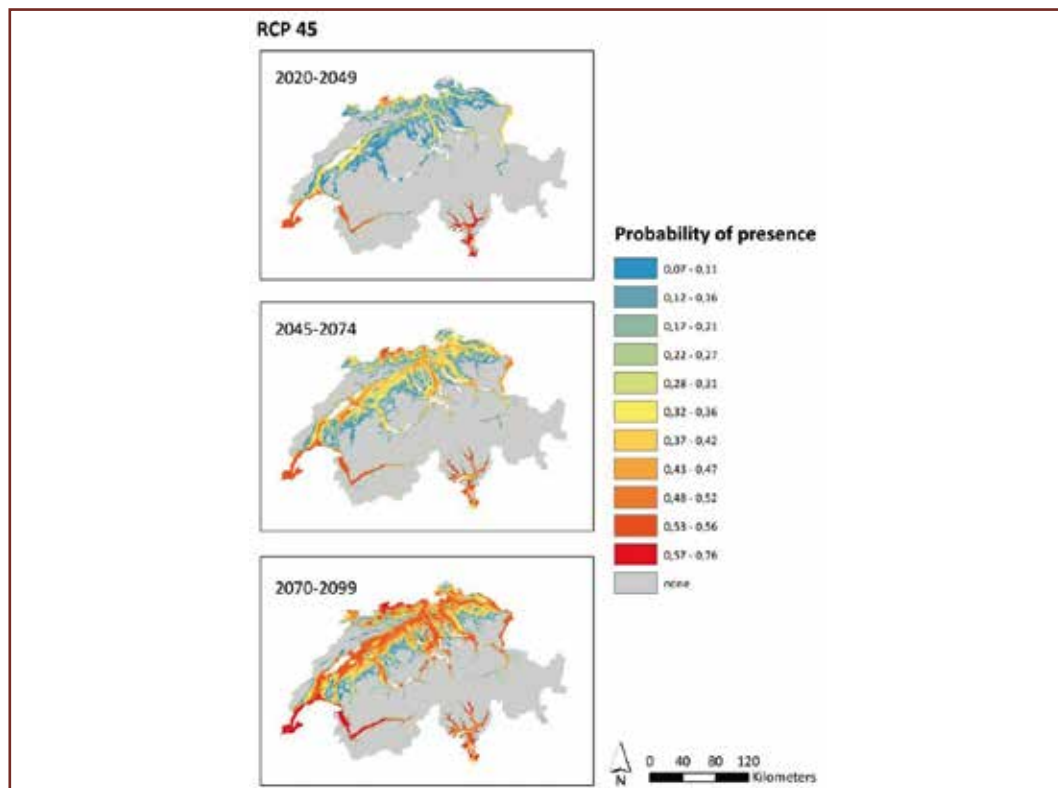 RCP 45
2020-2049
2045-2074
2070-2099
Probability of presence
0,07 - 0,11
0,12 - 0,16
0,17 - 0,21
0,22 - 0,27
0,28 - 0,31
0,32 - 0,36
0,37 - 0,42
0,43 - 0,47
0,48 - 0,52
0,53 - 0,56
0,57 - 0,76
none
N
0 40 80 120
Kilometers